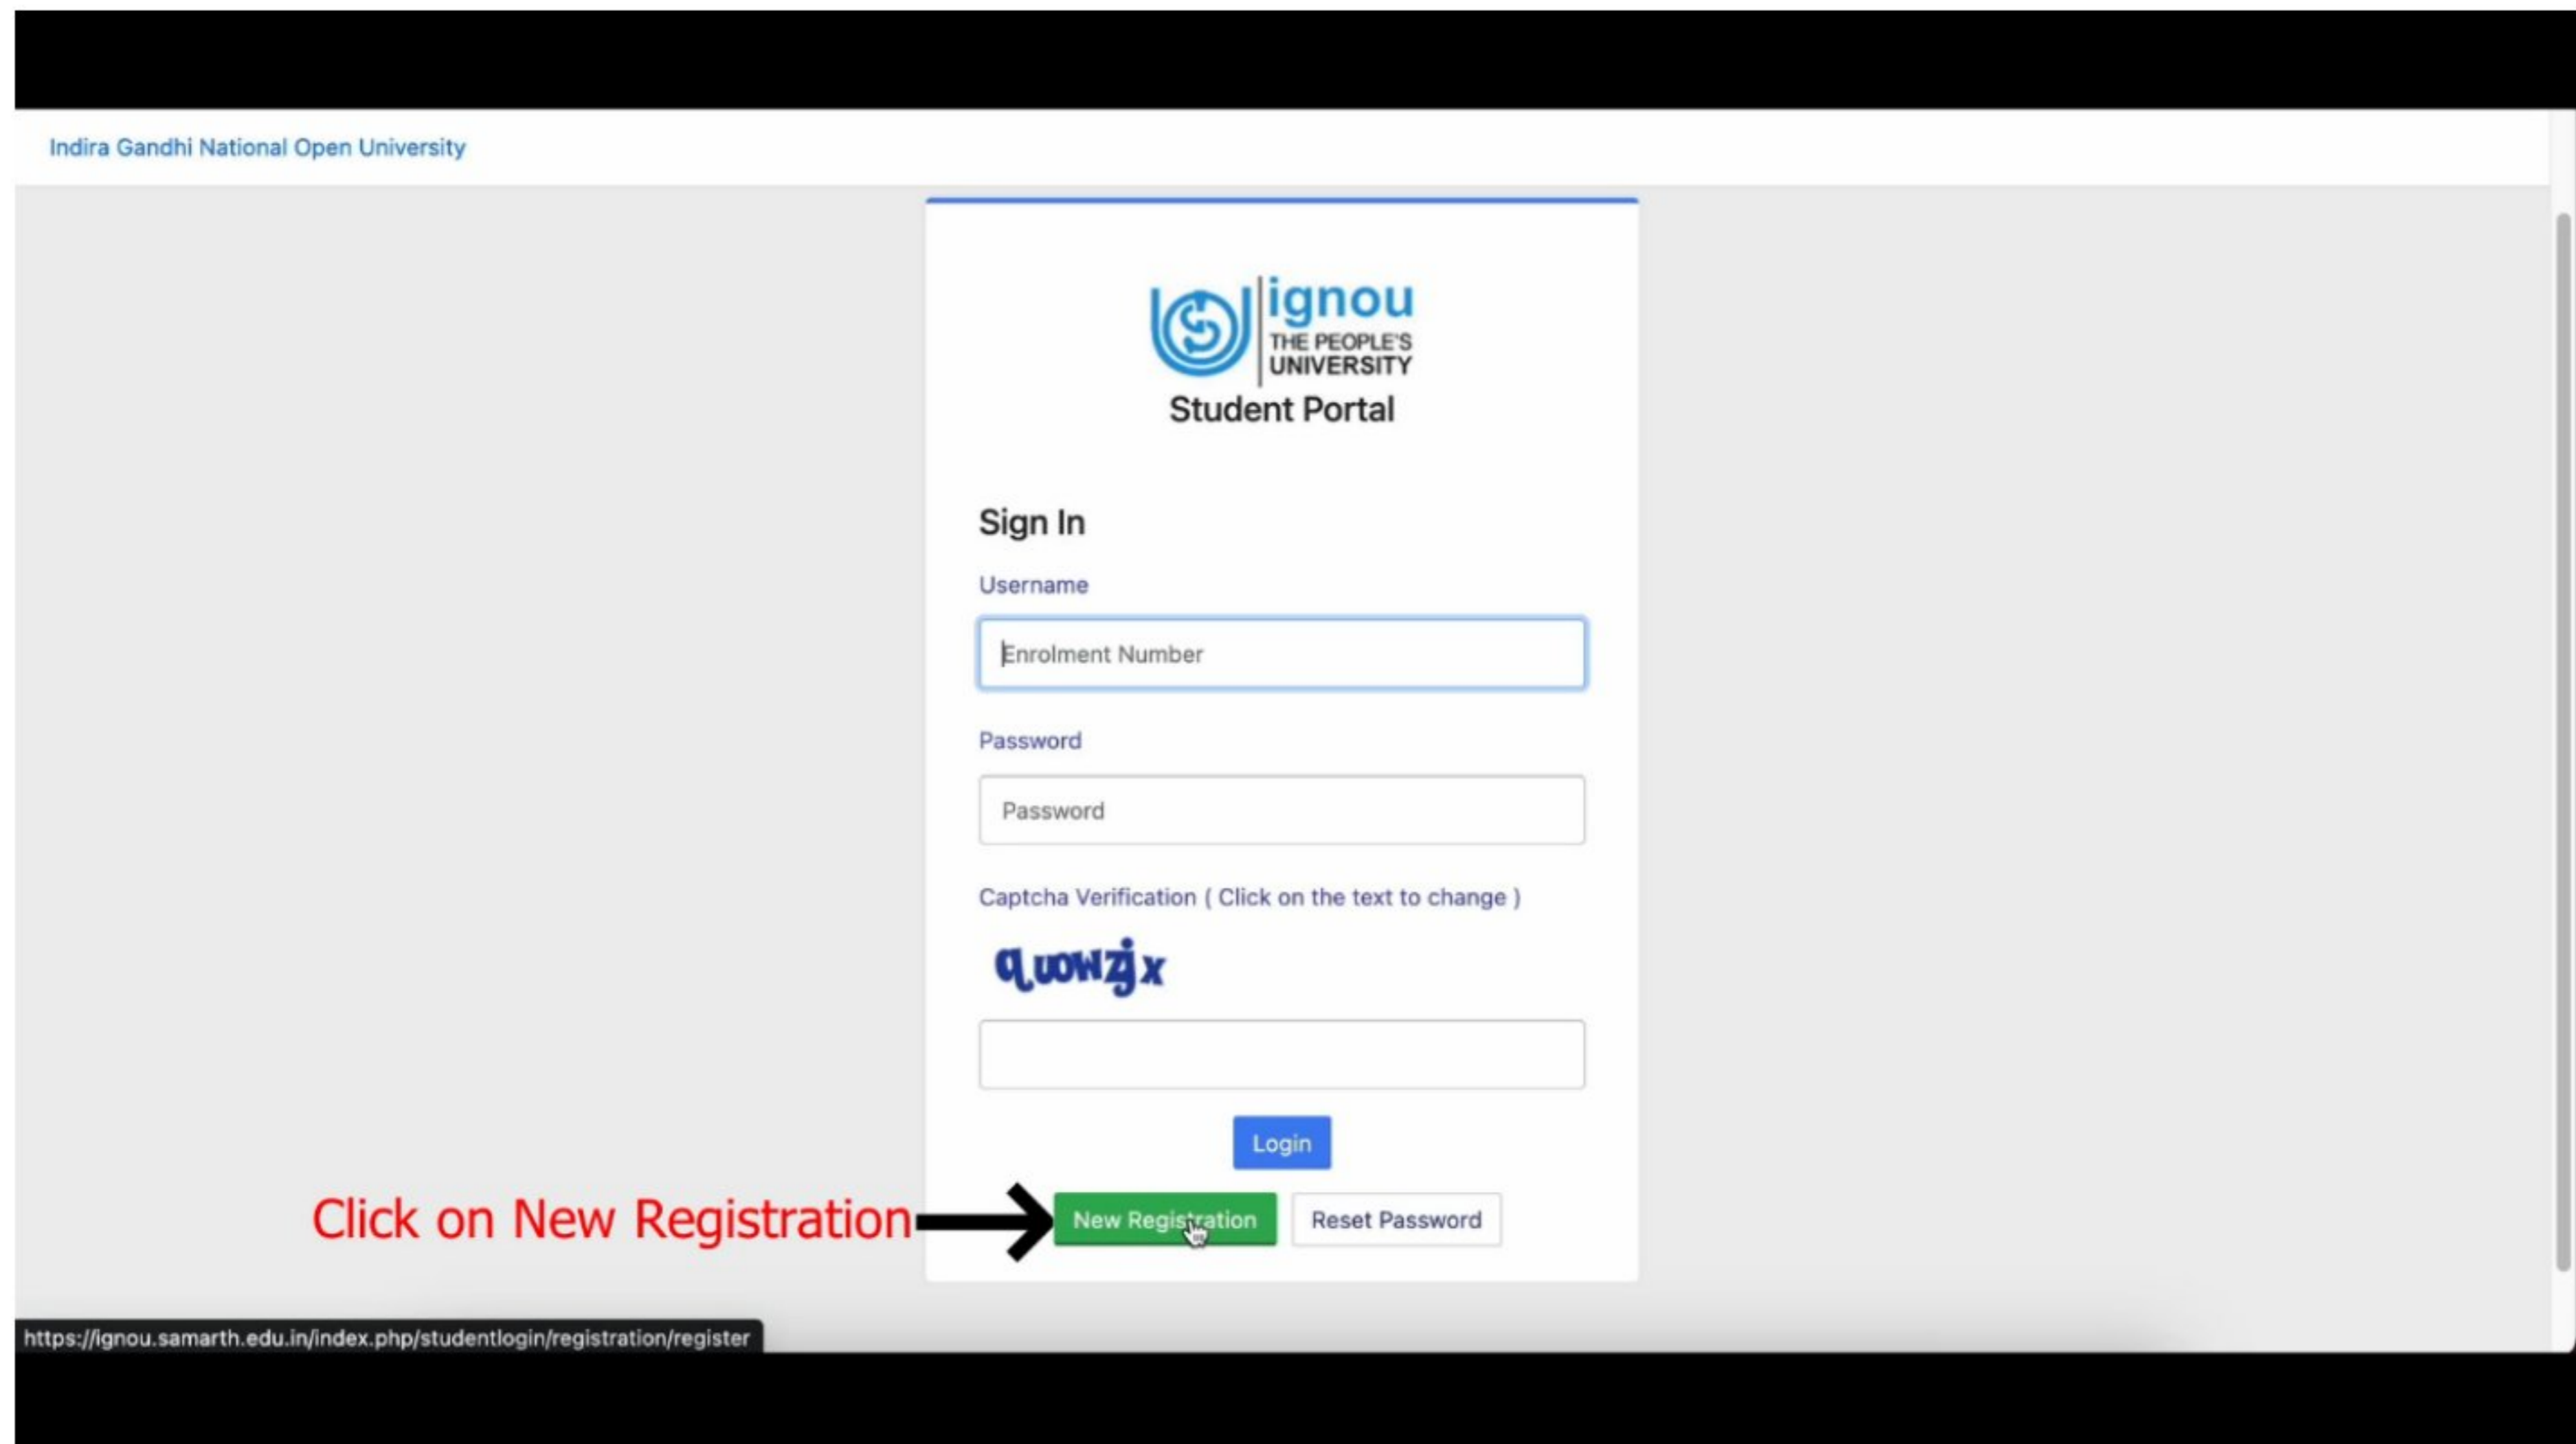 Indira Gandhi National Open University
ignou
THE PEOPLE'S
UNIVERSITY
Student Portal
Sign In
Username
Enrolment Number
Password
Password
Captcha Verification ( Click on the text to change )
quowzjx
Login
Click on New Registration
New Registration
Reset Password
https://ignou.samarth.edu.in/index.php/studentlogin/registration/register